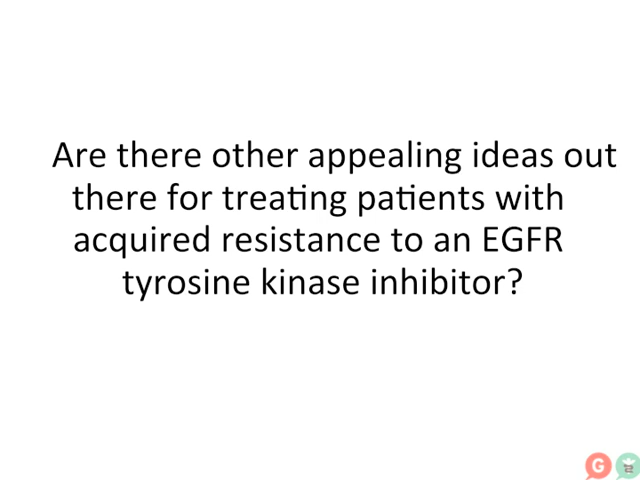 Are there other appealing ideas out
there for treating patients with
acquired resistance to an EGFR
tyrosine kinase inhibitor?
G